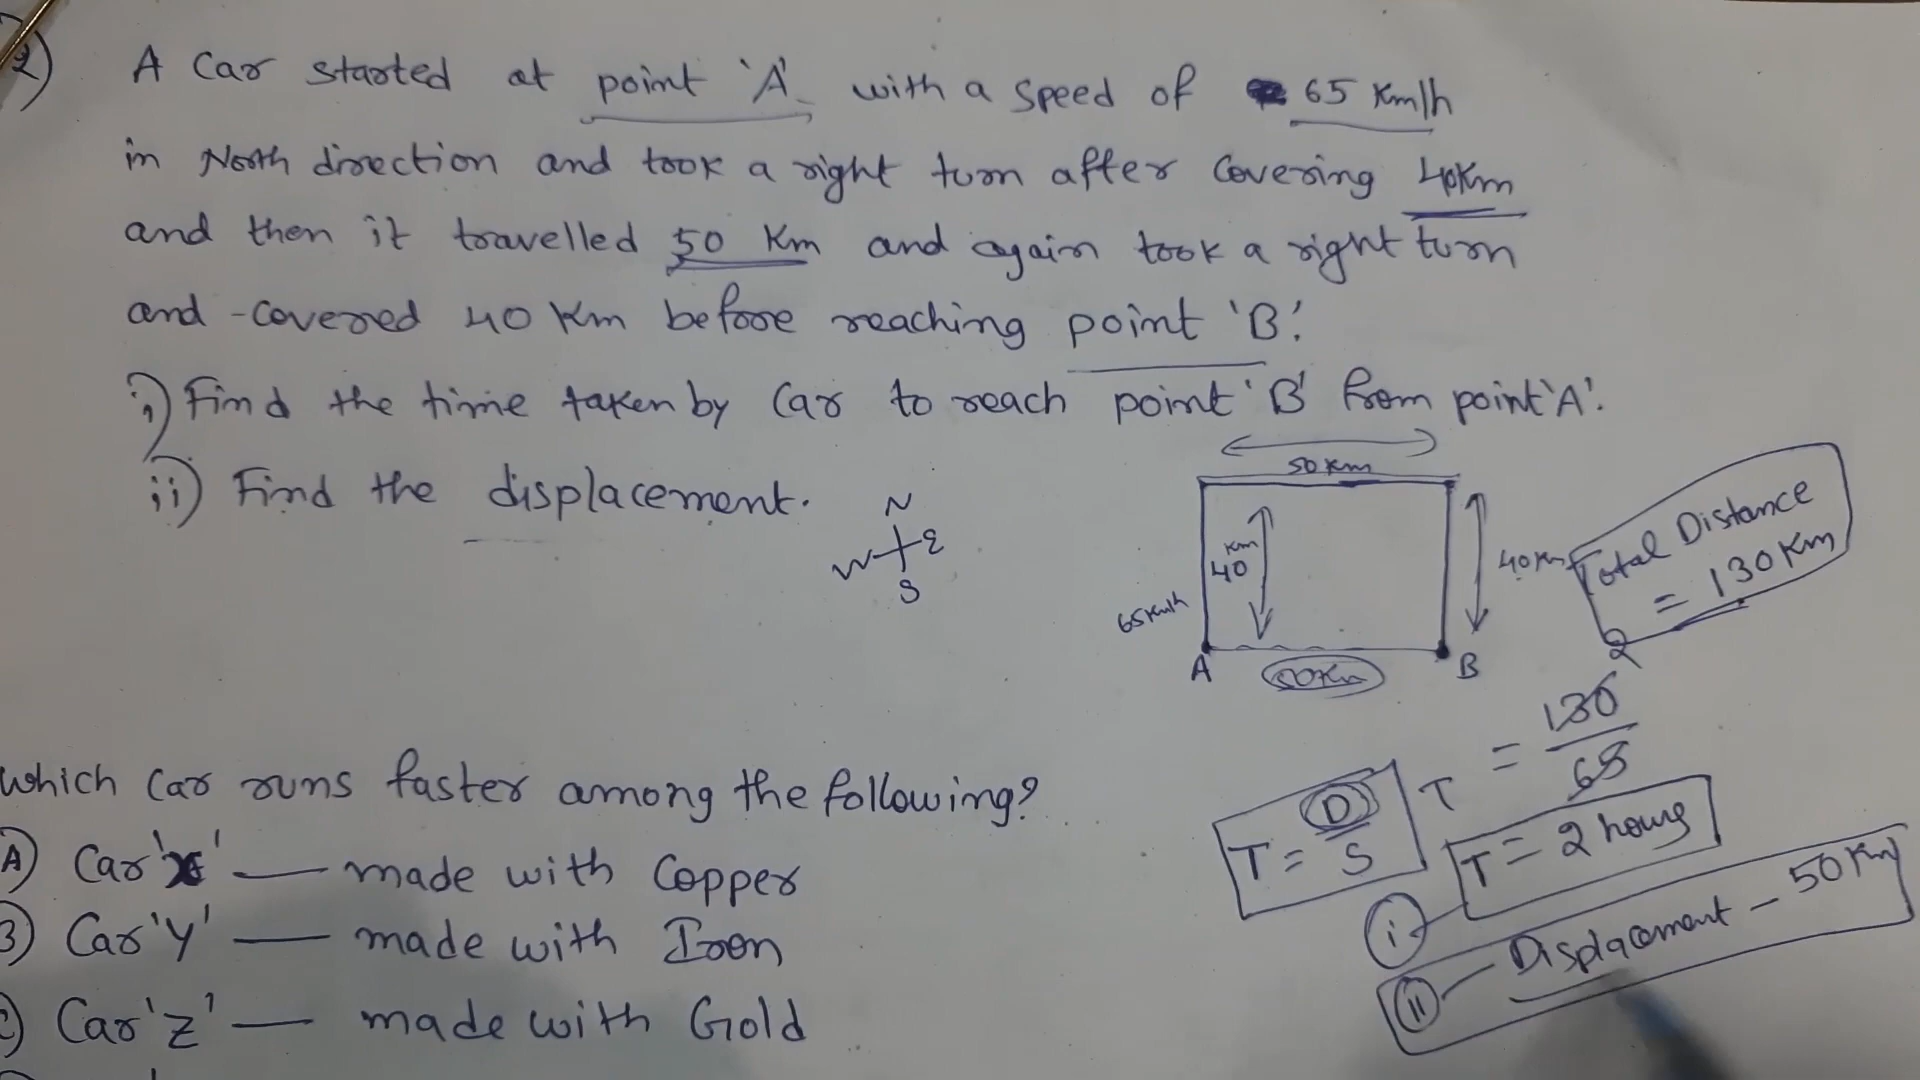 2)
A Car started at point 'A' with a speed of 65 Km/h
in North direction and took a right turn after Covering 40Km
and then it travelled 50 Km and again took a right turn
and covered 40 Km before reaching point 'B'.
i) Find the time taken by Car to reach point 'B' from point 'A'.
ii) Find the displacement.
N
W E
S
50 Km
40 Km
40 Km
65Km/h
A
50Km
B
Total Distance
= 130 Km
2
T = 130/65
T = D/S
T = 2 hours
i
ii Displacement - 50 Km
which Car runs faster among the following?
A) Car 'X' — made with Copper
B) Car 'Y' — made with Iron
C) Car 'Z' — made with Gold